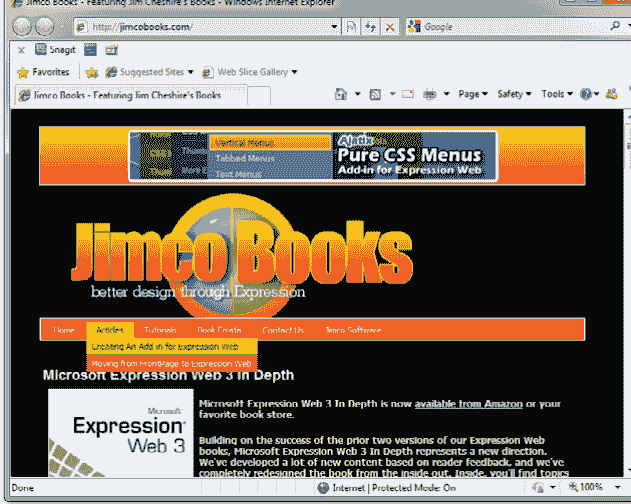 Jimco Books - Featuring Jim Cheshire's Books - Windows Internet Explorer
http://jimcobooks.com/
Google
x Snagit
Favorites Suggested Sites Web Slice Gallery
Jimco Books - Featuring Jim Cheshire's Books
Page Safety Tools
Vertical Menus
Tabbed Menus
Text Menus
Ajatix
Pure CSS Menus
Add-in for Expression Web
Jimco Books
better design through Expression
Home Articles Tutorials Book Errata Contact Us Jimco Software
Creating An Add-in for Expression Web
Moving from FrontPage to Expression Web
Microsoft Expression Web 3 In Depth
Microsoft
Expression
Web 3
Microsoft Expression Web 3 In Depth is now available from Amazon or your
favorite book store.
Building on the success of the prior two versions of our Expression Web
books, Microsoft Expression Web 3 In Depth represents a new direction.
We've developed a lot of new content based on reader feedback, and we've
completely redesigned the book from the inside out. Inside, you'll find topics
Done
Internet | Protected Mode: On
100%